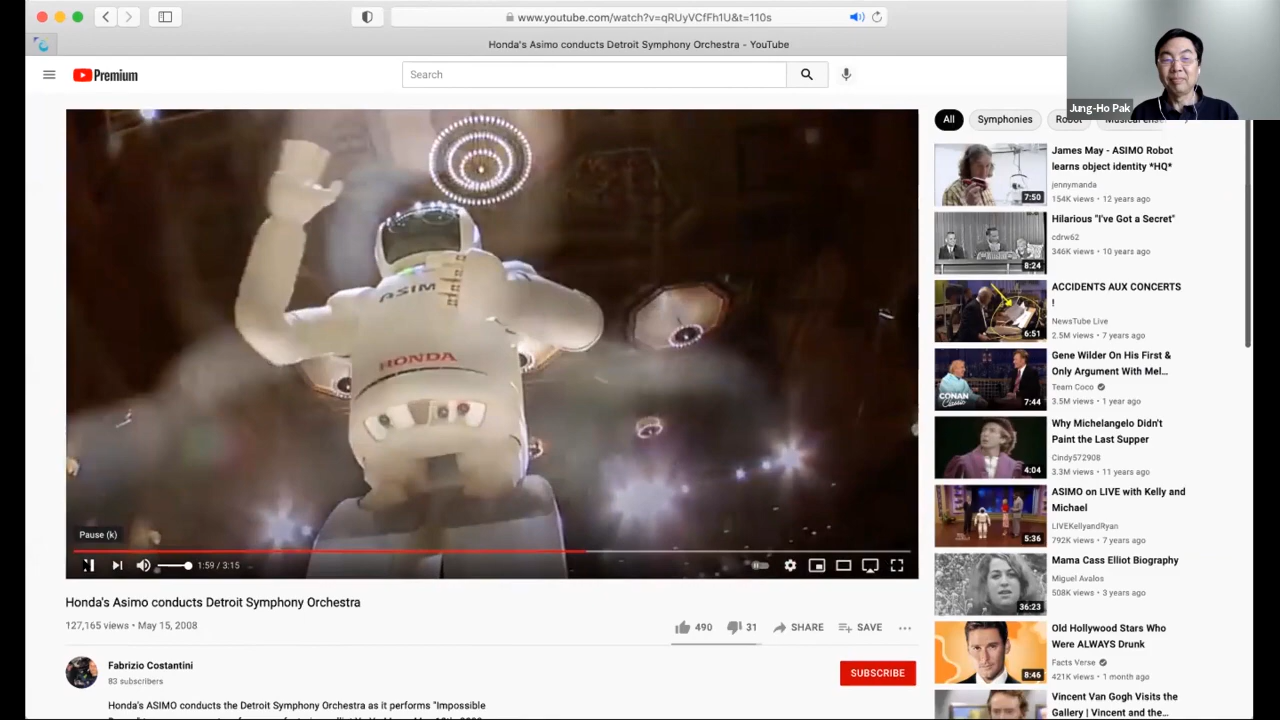 www.youtube.com/watch?v=qRUyVCfFh1U&t=110s
Honda's Asimo conducts Detroit Symphony Orchestra - YouTube
Premium
Search
Jung-Ho Pak
All
Symphonies
Robot
ASIM
HONDA
Pause (k)
1:59 / 3:15
Honda's Asimo conducts Detroit Symphony Orchestra
127,165 views • May 15, 2008
490
31
SHARE
SAVE
Fabrizio Costantini
83 subscribers
SUBSCRIBE
Honda's ASIMO conducts the Detroit Symphony Orchestra as it performs "Impossible
James May - ASIMO Robot
learns object identity *HQ*
jennymanda
154K views • 12 years ago
7:50
Hilarious "I've Got a Secret"
cdrw62
346K views • 10 years ago
8:24
ACCIDENTS AUX CONCERTS
!
NewsTube Live
2.5M views • 7 years ago
6:51
Gene Wilder On His First &
Only Argument With Mel...
Team Coco
3.5M views • 1 year ago
CONAN
Classic
7:44
Why Michelangelo Didn't
Paint the Last Supper
Cindy572908
3.3M views • 11 years ago
4:04
ASIMO on LIVE with Kelly and
Michael
LIVEKellyandRyan
792K views • 7 years ago
5:36
Mama Cass Elliot Biography
Miguel Avalos
508K views • 3 years ago
36:23
Old Hollywood Stars Who
Were ALWAYS Drunk
Facts Verse
421K views • 1 month ago
8:46
Vincent Van Gogh Visits the
Gallery | Vincent and the